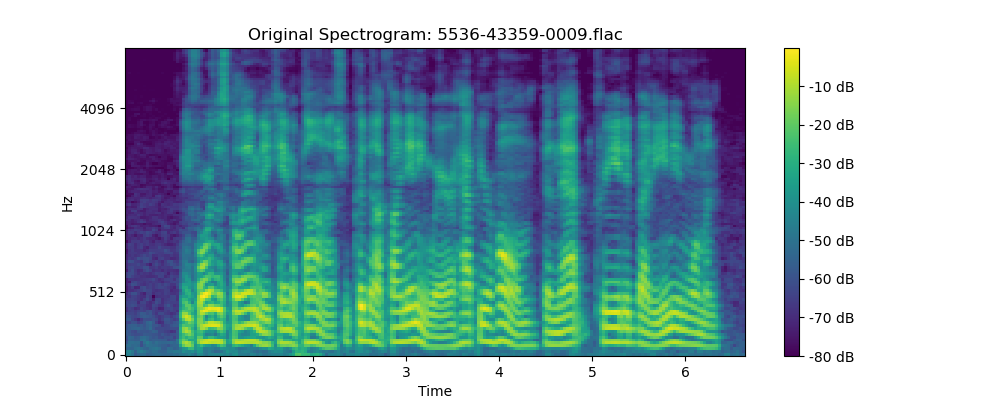 Original Spectrogram: 5536-43359-0009.flac
4096
2048
1024
512
0
Hz
0 1 2 3 4 5 6
Time
-10 dB
-20 dB
-30 dB
-40 dB
-50 dB
-60 dB
-70 dB
-80 dB